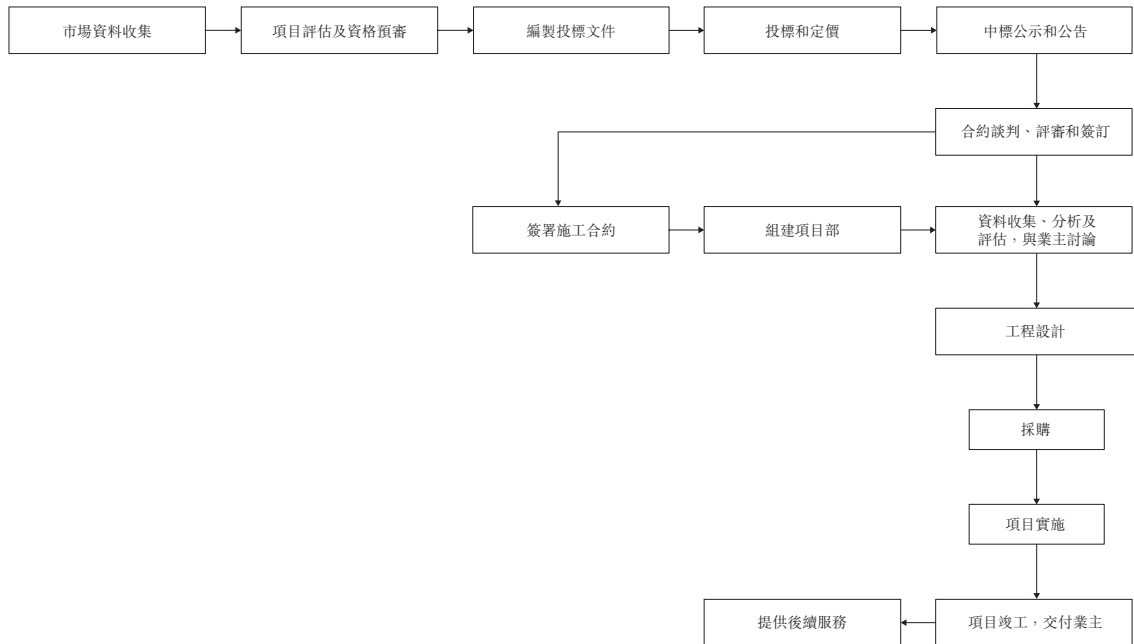 市場資料收集
項目評估及資格預審
編製投標文件
投標和定價
中標公示和公告
合約談判、評審和簽訂
簽署施工合約
組建項目部
資料收集、分析及
評估，與業主討論
工程設計
採購
項目實施
提供後續服務
項目竣工，交付業主